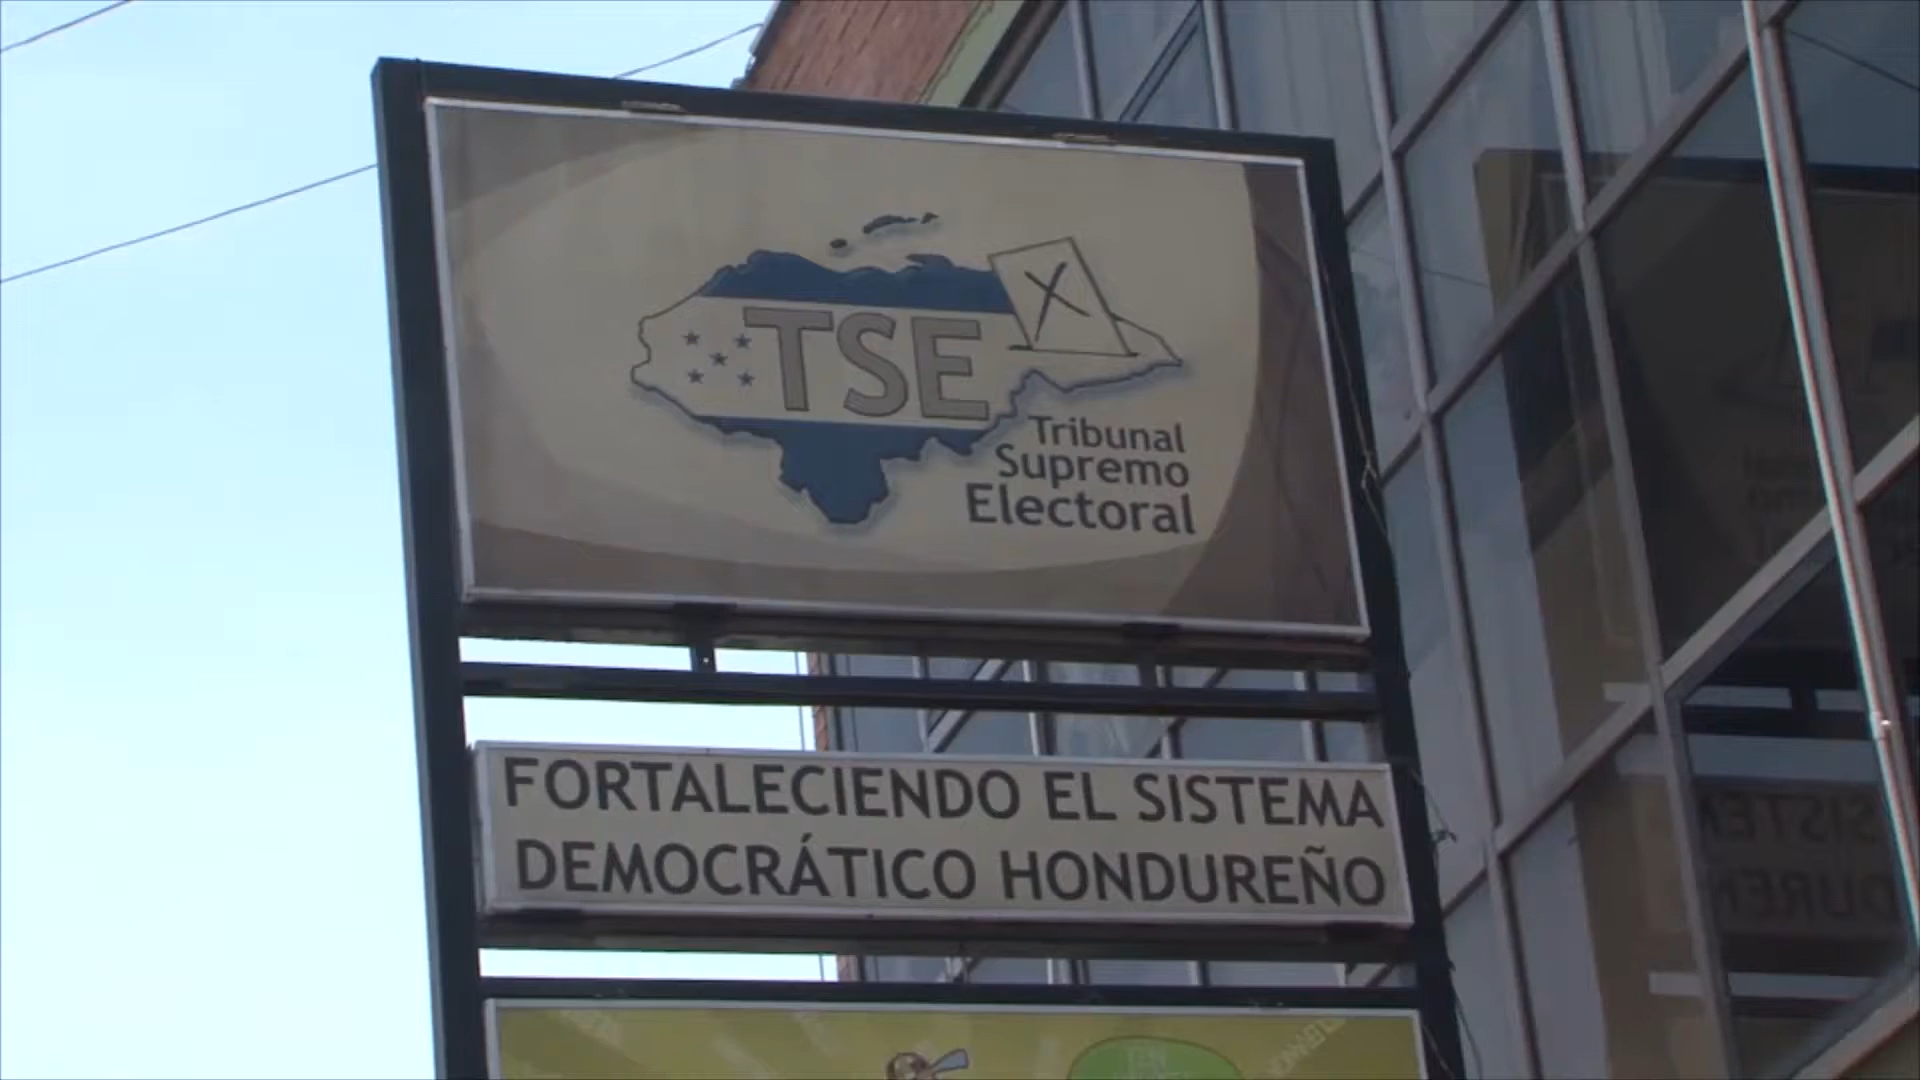 TSE
Tribunal
Supremo
Electoral
FORTALECIENDO EL SISTEMA
DEMOCRÁTICO HONDUREÑO